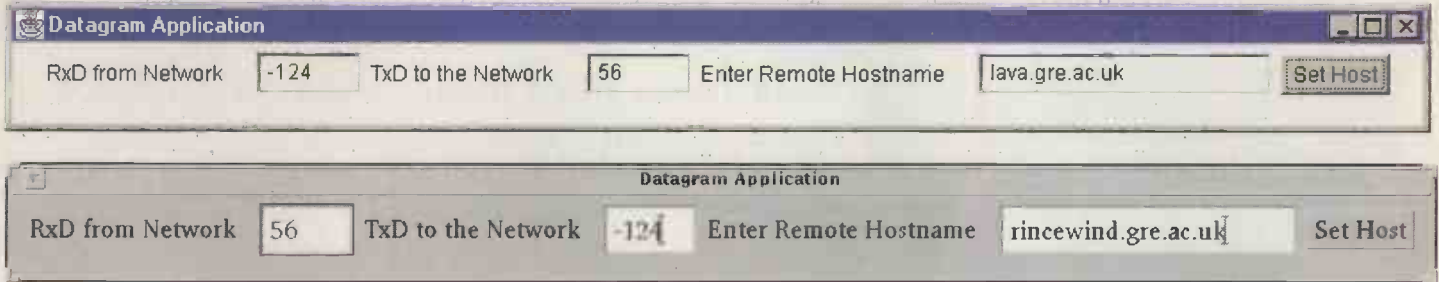 Datagram Application
RxD from Network -124 TxD to the Network 56 Enter Remote Hostname lava.gre.ac.uk Set Host
Datagram Application
RxD from Network 56 TxD to the Network -124 Enter Remote Hostname rincewind.gre.ac.uk Set Host